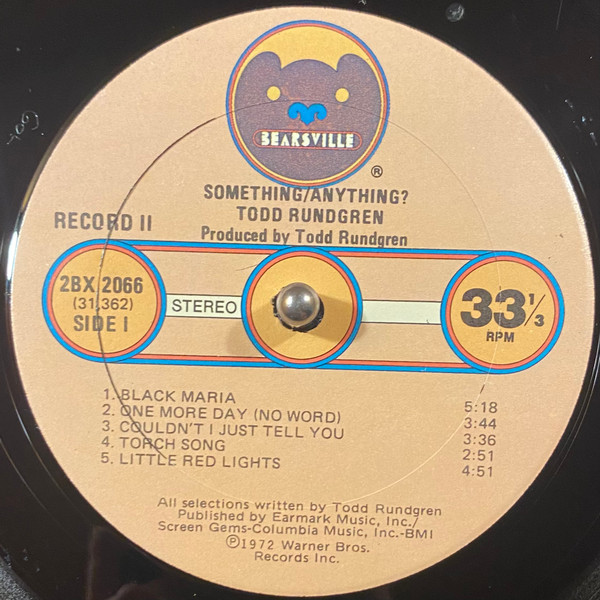 BEARSVILLE
®
SOMETHING/ANYTHING?
TODD RUNDGREN
Produced by Todd Rundgren
RECORD II
2BX 2066
(31,362)
SIDE I
STEREO
33 1/3
RPM
1. BLACK MARIA 5:18
2. ONE MORE DAY (NO WORD) 3:44
3. COULDN'T I JUST TELL YOU 3:36
4. TORCH SONG 2:51
5. LITTLE RED LIGHTS 4:51
All selections written by Todd Rundgren
Published by Earmark Music, Inc./
Screen Gems-Columbia Music, Inc.-BMI
℗1972 Warner Bros.
Records Inc.